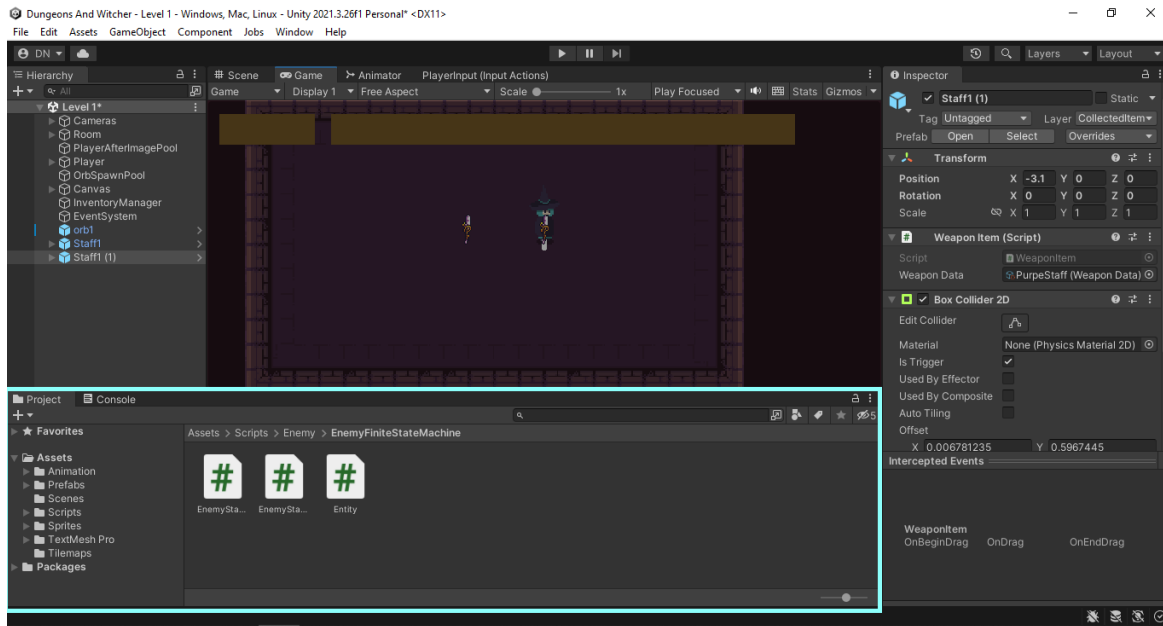 Dungeons And Witcher - Level 1 - Windows, Mac, Linux - Unity 2021.3.26f1 Personal* <DX11>
File Edit Assets GameObject Component Jobs Window Help
DN
Layers
Layout
Hierarchy
All
Level 1*
Cameras
Room
PlayerAfterImagePool
Player
OrbSpawnPool
Canvas
InventoryManager
EventSystem
orb1
Staff1
Staff1 (1)
Scene Game Animator PlayerInput (Input Actions)
Game Display 1 Free Aspect Scale 1x Play Focused Stats Gizmos
Inspector
Staff1 (1) Static
Tag Untagged Layer CollectedItem
Prefab Open Select Overrides
Transform
Position X -3.1 Y 0 Z 0
Rotation X 0 Y 0 Z 0
Scale X 1 Y 1 Z 1
Weapon Item (Script)
Script WeaponItem
Weapon Data PurpeStaff (Weapon Data)
Box Collider 2D
Edit Collider
Material None (Physics Material 2D)
Is Trigger
Used By Effector
Used By Composite
Auto Tiling
Offset
X 0.006781235 Y 0.5967445
Intercepted Events
WeaponItem
OnBeginDrag OnDrag OnEndDrag
Project Console
5
Favorites
Assets
Animation
Prefabs
Scenes
Scripts
Sprites
TextMesh Pro
Tilemaps
Packages
Assets > Scripts > Enemy > EnemyFiniteStateMachine
# # #
EnemySta... EnemySta... Entity